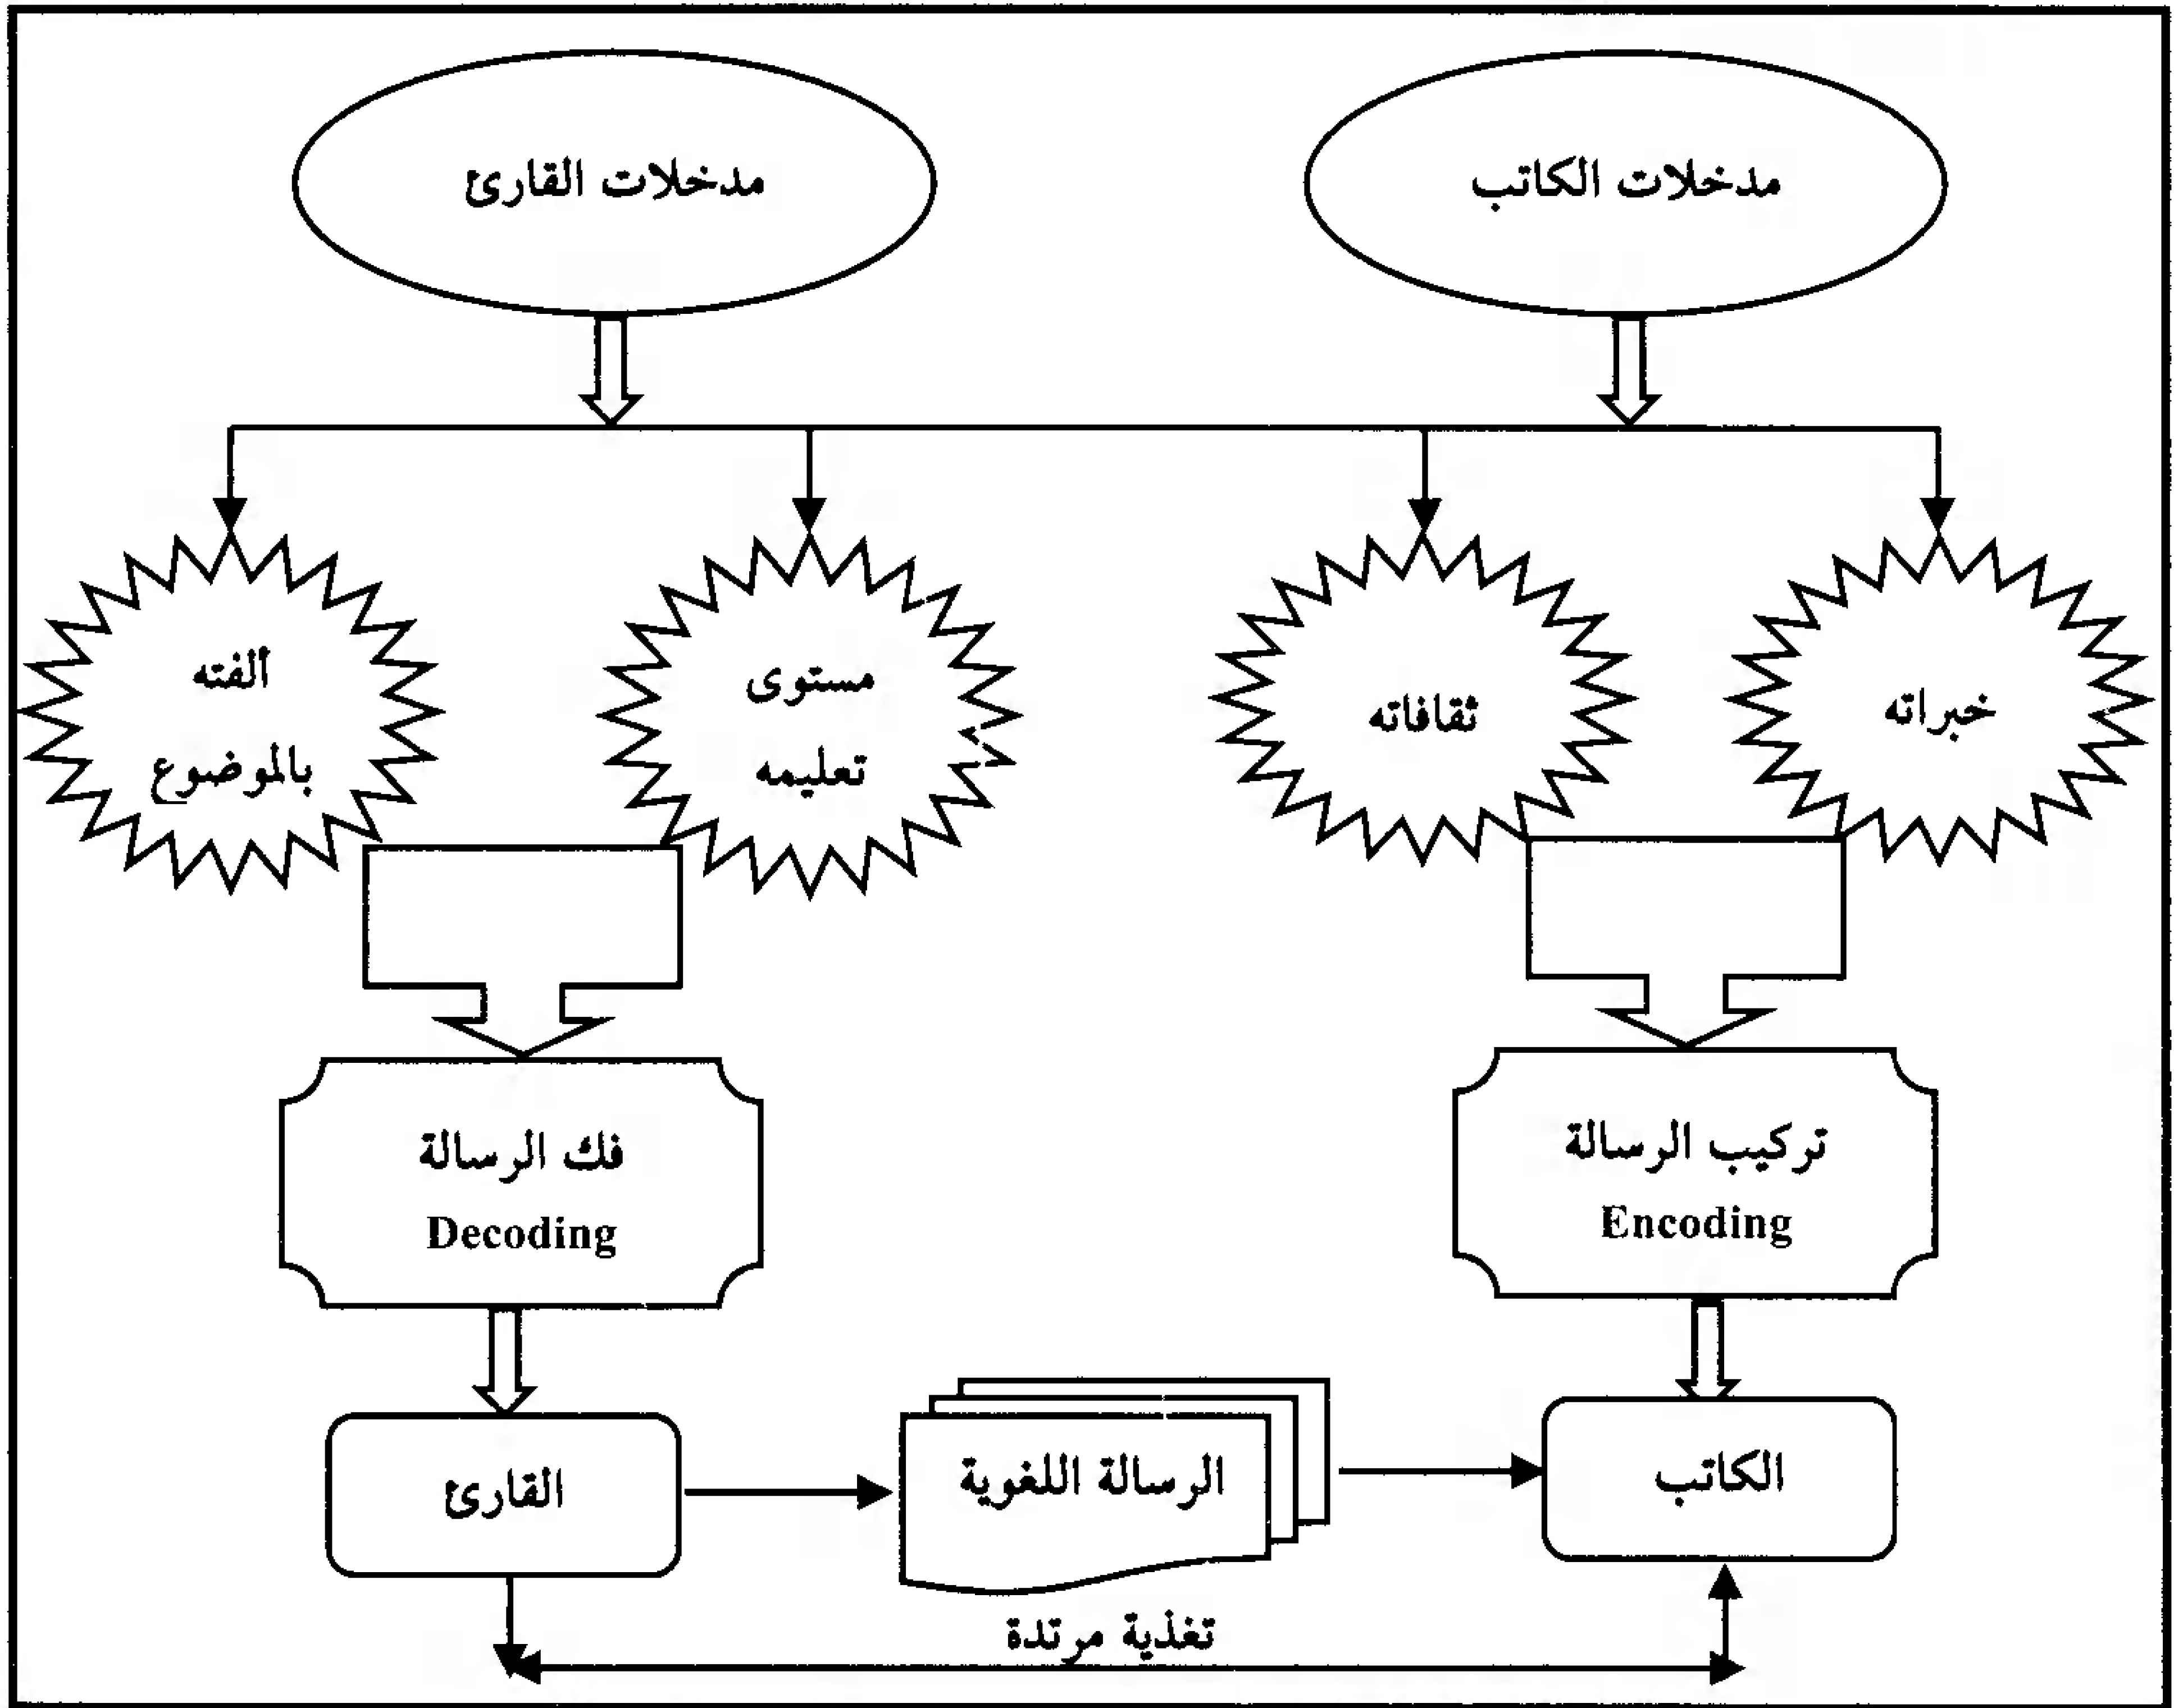 مدخلات الكاتب
مدخلات القارئ
خبراته
ثقافاته
مستوى
تعليمه
ألفته
بالموضوع
تركيب الرسالة
Encoding
فك الرسالة
Decoding
الكاتب
الرسالة اللغوية
القارئ
تغذية مرتدة